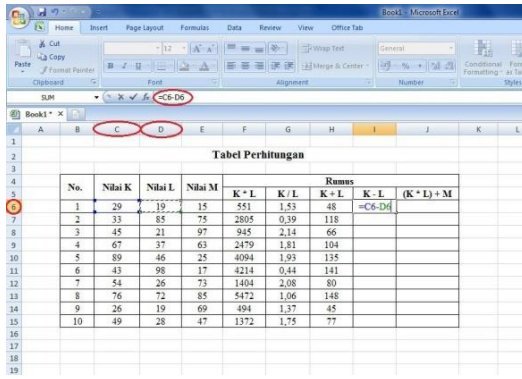 Book1 - Microsoft Excel
Home Insert Page Layout Formulas Data Review View Office Tab
Cut
Copy
Format Painter
Paste
12
Wrap Text
Merge & Center
General
Conditional
Formatting
Clipboard Font Alignment Number Styles
SUM =C6-D6
Book1 *
A B C D E F G H I J K L
1
2 Tabel Perhitungan
3
4 No. Nilai K Nilai L Nilai M Rumus
5 K * L K / L K + L K - L (K * L) + M
6 1 29 19 15 551 1,53 48 =C6-D6
7 2 33 85 75 2805 0,39 118
8 3 45 21 97 945 2,14 66
9 4 67 37 63 2479 1,81 104
10 5 89 46 25 4094 1,93 135
11 6 43 98 17 4214 0,44 141
12 7 54 26 73 1404 2,08 80
13 8 76 72 85 5472 1,06 148
14 9 26 19 69 494 1,37 45
15 10 49 28 47 1372 1,75 77
16
17
18
19